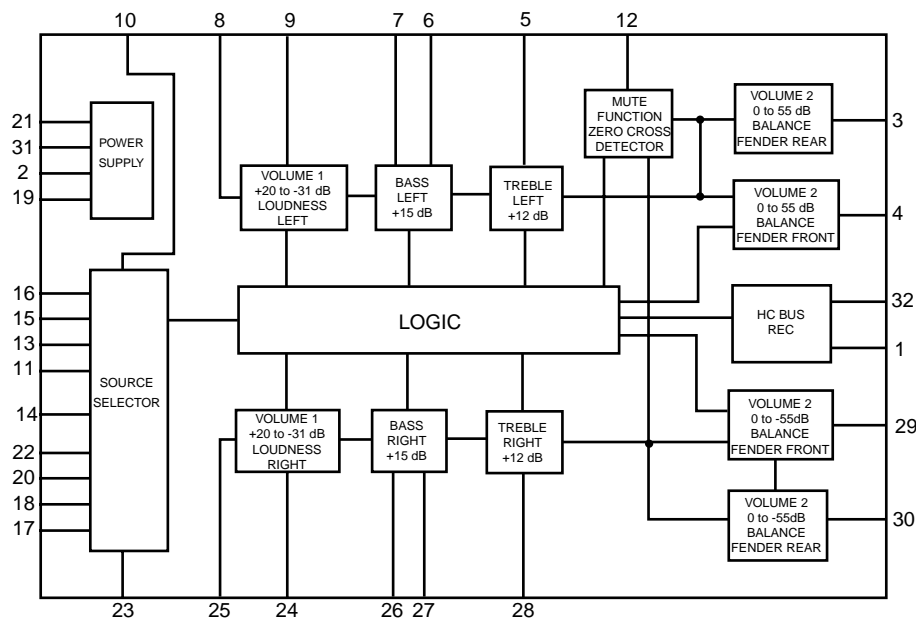 10
8
9
7
6
5
12
21
31
2
19
POWER
SUPPLY
VOLUME 1
+20 to -31 dB
LOUDNESS
LEFT
BASS
LEFT
+15 dB
TREBLE
LEFT
+12 dB
MUTE
FUNCTION
ZERO CROSS
DETECTOR
VOLUME 2
0 to 55 dB
BALANCE
FENDER REAR
3
VOLUME 2
0 to 55 dB
BALANCE
FENDER FRONT
4
16
15
13
11
14
22
20
18
17
SOURCE
SELECTOR
LOGIC
HC BUS
REC
32
1
VOLUME 1
+20 to -31 dB
LOUDNESS
RIGHT
BASS
RIGHT
+15 dB
TREBLE
RIGHT
+12 dB
VOLUME 2
0 to -55dB
BALANCE
FENDER FRONT
29
VOLUME 2
0 to -55dB
BALANCE
FENDER REAR
30
23
25
24
26
27
28